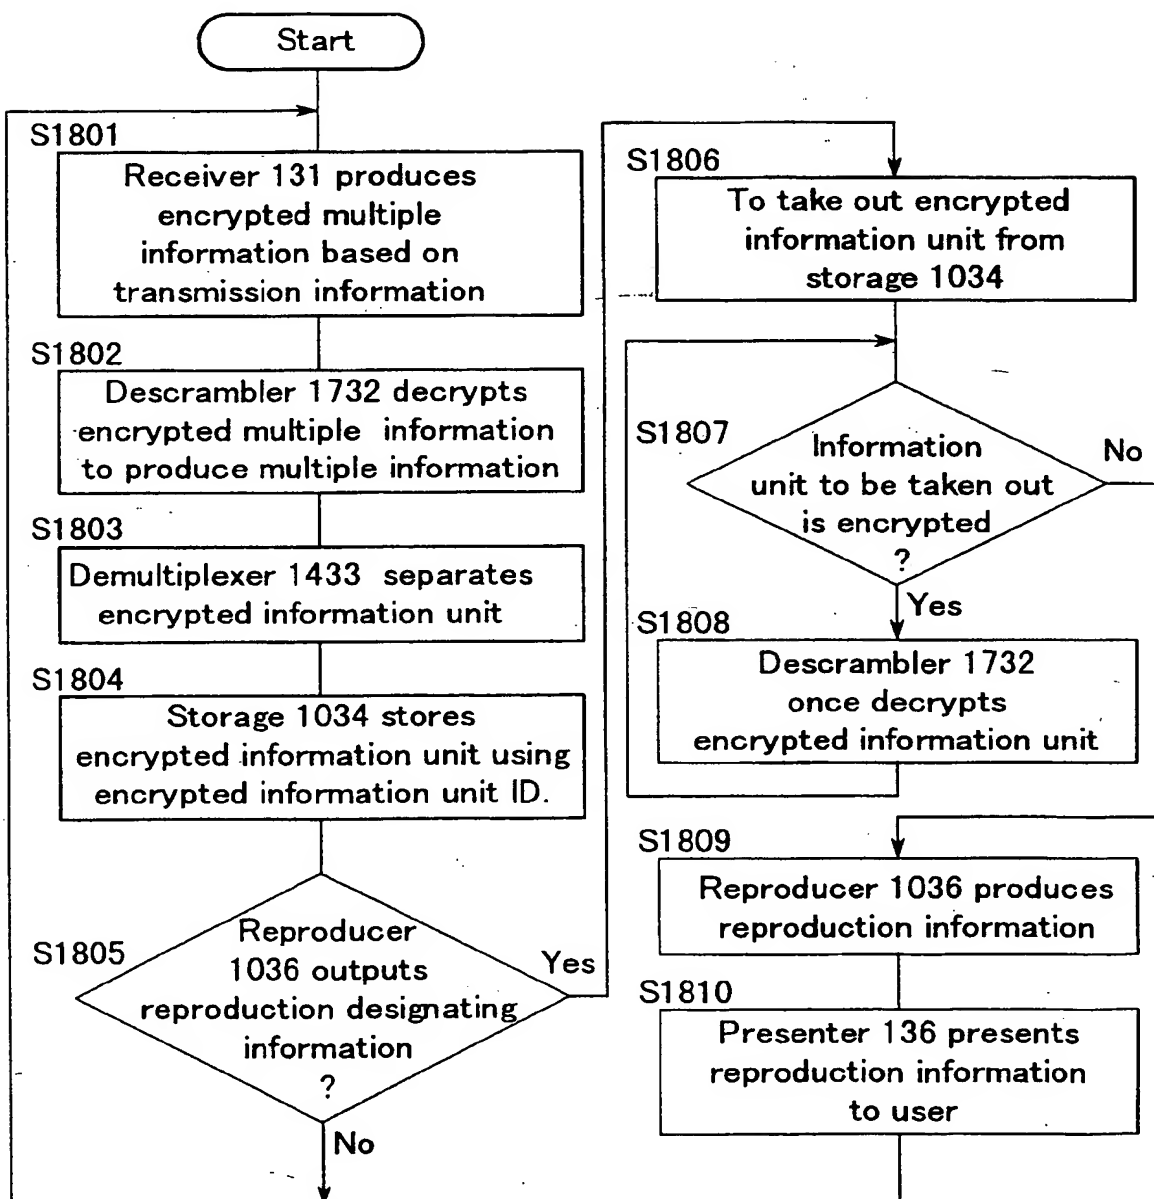 Start
S1801
Receiver 131 produces
encrypted multiple
information based on
transmission information
S1802
Descrambler 1732 decrypts
encrypted multiple information
to produce multiple information
S1803
Demultiplexer 1433 separates
encrypted information unit
S1804
Storage 1034 stores
encrypted information unit using
encrypted information unit ID.
S1805
Reproducer
1036 outputs
reproduction designating
information
?
Yes
No
S1806
To take out encrypted
information unit from
storage 1034
S1807
Information
unit to be taken out
is encrypted
?
No
Yes
S1808
Descrambler 1732
once decrypts
encrypted information unit
S1809
Reproducer 1036 produces
reproduction information
S1810
Presenter 136 presents
reproduction information
to user